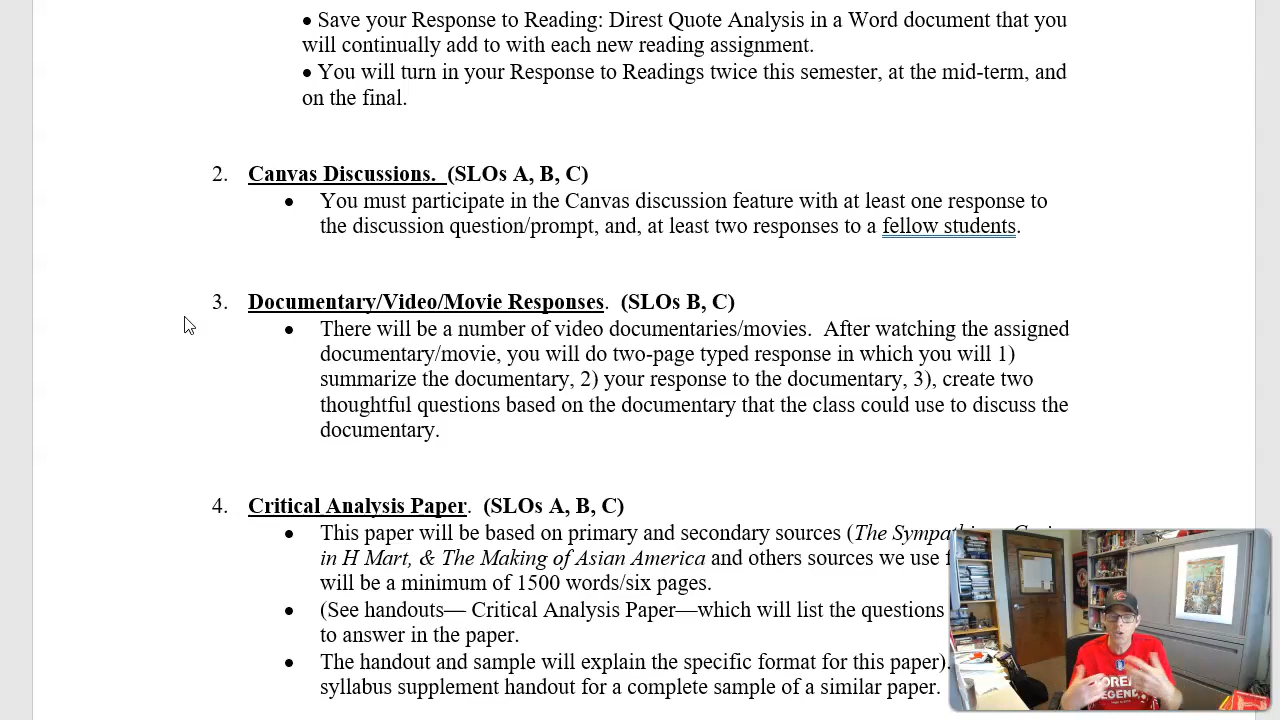 • Save your Response to Reading: Direst Quote Analysis in a Word document that you
will continually add to with each new reading assignment.
• You will turn in your Response to Readings twice this semester, at the mid-term, and
on the final.
2. Canvas Discussions. (SLOs A, B, C)
• You must participate in the Canvas discussion feature with at least one response to
the discussion question/prompt, and, at least two responses to a fellow students.
3. Documentary/Video/Movie Responses. (SLOs B, C)
• There will be a number of video documentaries/movies. After watching the assigned
documentary/movie, you will do two-page typed response in which you will 1)
summarize the documentary, 2) your response to the documentary, 3), create two
thoughtful questions based on the documentary that the class could use to discuss the
documentary.
4. Critical Analysis Paper. (SLOs A, B, C)
• This paper will be based on primary and secondary sources (The
in H Mart, & The Making of Asian America and others sources we use
will be a minimum of 1500 words/six pages.
• (See handouts— Critical Analysis Paper—which will list the questions
to answer in the paper.
• The handout and sample will explain the specific format for this paper).
syllabus supplement handout for a complete sample of a similar paper.